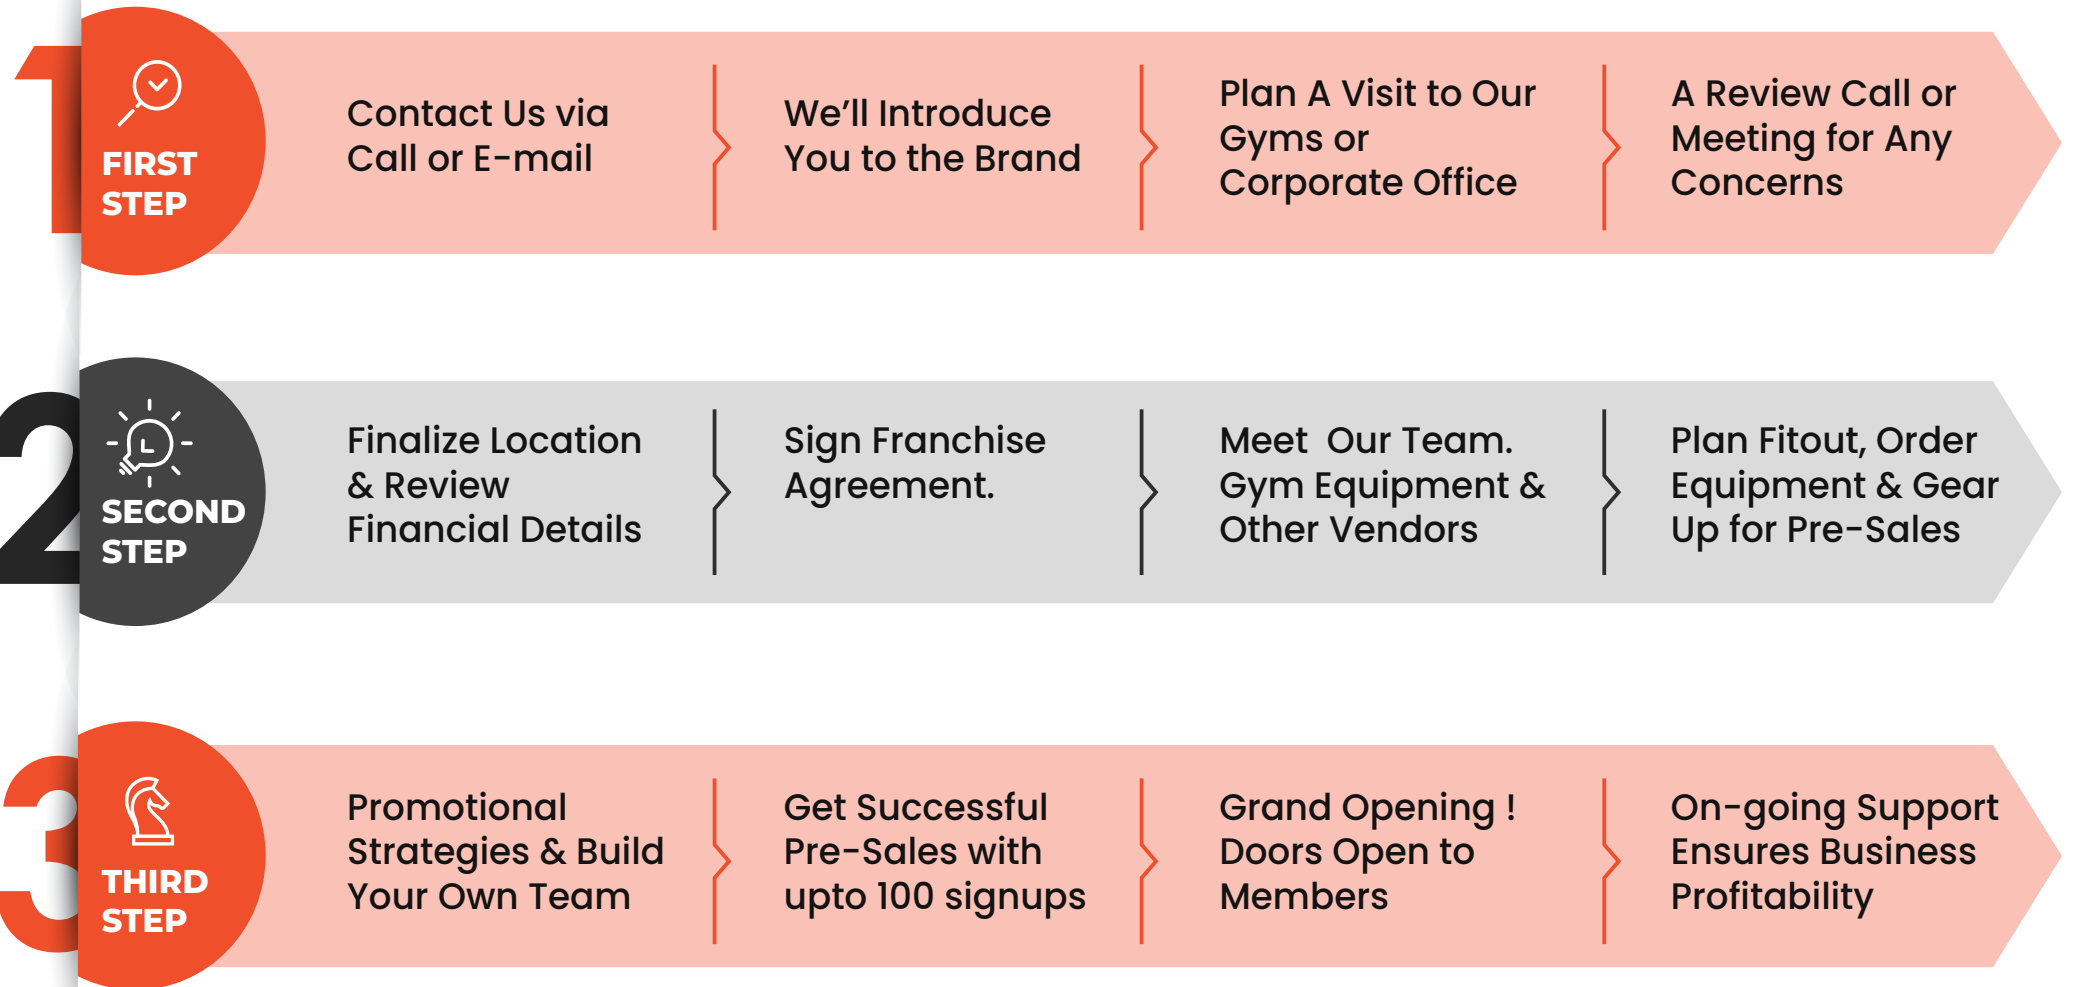 1
FIRST
STEP
Contact Us via
Call or E-mail
We’ll Introduce
You to the Brand
Plan A Visit to Our
Gyms or
Corporate Office
A Review Call or
Meeting for Any
Concerns
2
SECOND
STEP
Finalize Location
& Review
Financial Details
Sign Franchise
Agreement.
Meet  Our Team.
Gym Equipment &
Other Vendors
Plan Fitout, Order
Equipment & Gear
Up for Pre-Sales
3
THIRD
STEP
Promotional
Strategies & Build
Your Own Team
Get Successful
Pre-Sales with
upto 100 signups
Grand Opening !
Doors Open to
Members
On-going Support
Ensures Business
Profitability